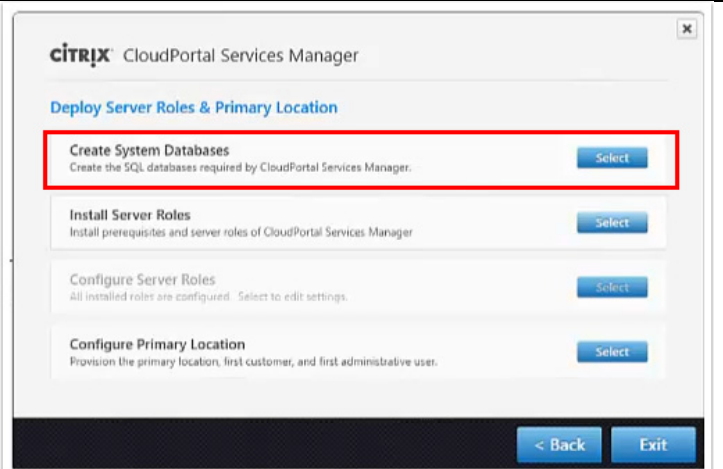 CITRIX CloudPortal Services Manager
Deploy Server Roles & Primary Location
Create System Databases
Select
Create the SQL databases required by CloudPortal Services Manager.
Install Server Roles
Select
Install prerequisites and server roles of CloudPortal Services Manager
Configure Server Roles
Select
All installed roles are configured. Select to edit settings.
Configure Primary Location
Select
Provision the primary location, first customer, and first administrative user.
< Back
Exit